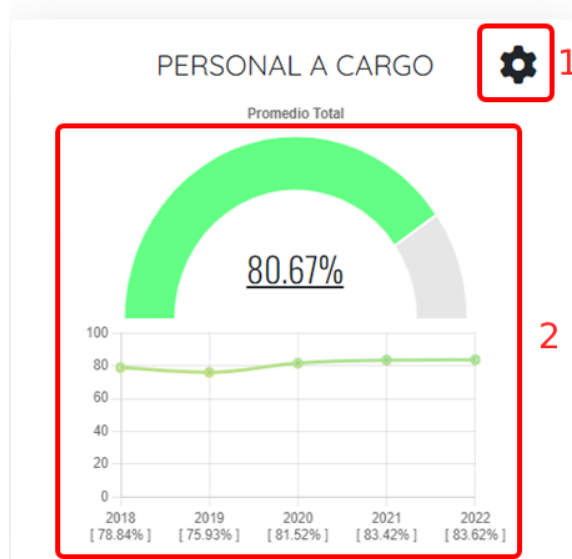 PERSONAL A CARGO
1
Promedio Total
80.67%
2
100
80
60
40
20
0
2018 2019 2020 2021 2022
[ 78.84% ] [ 75.93% ] [ 81.52% ] [ 83.42% ] [ 83.62% ]